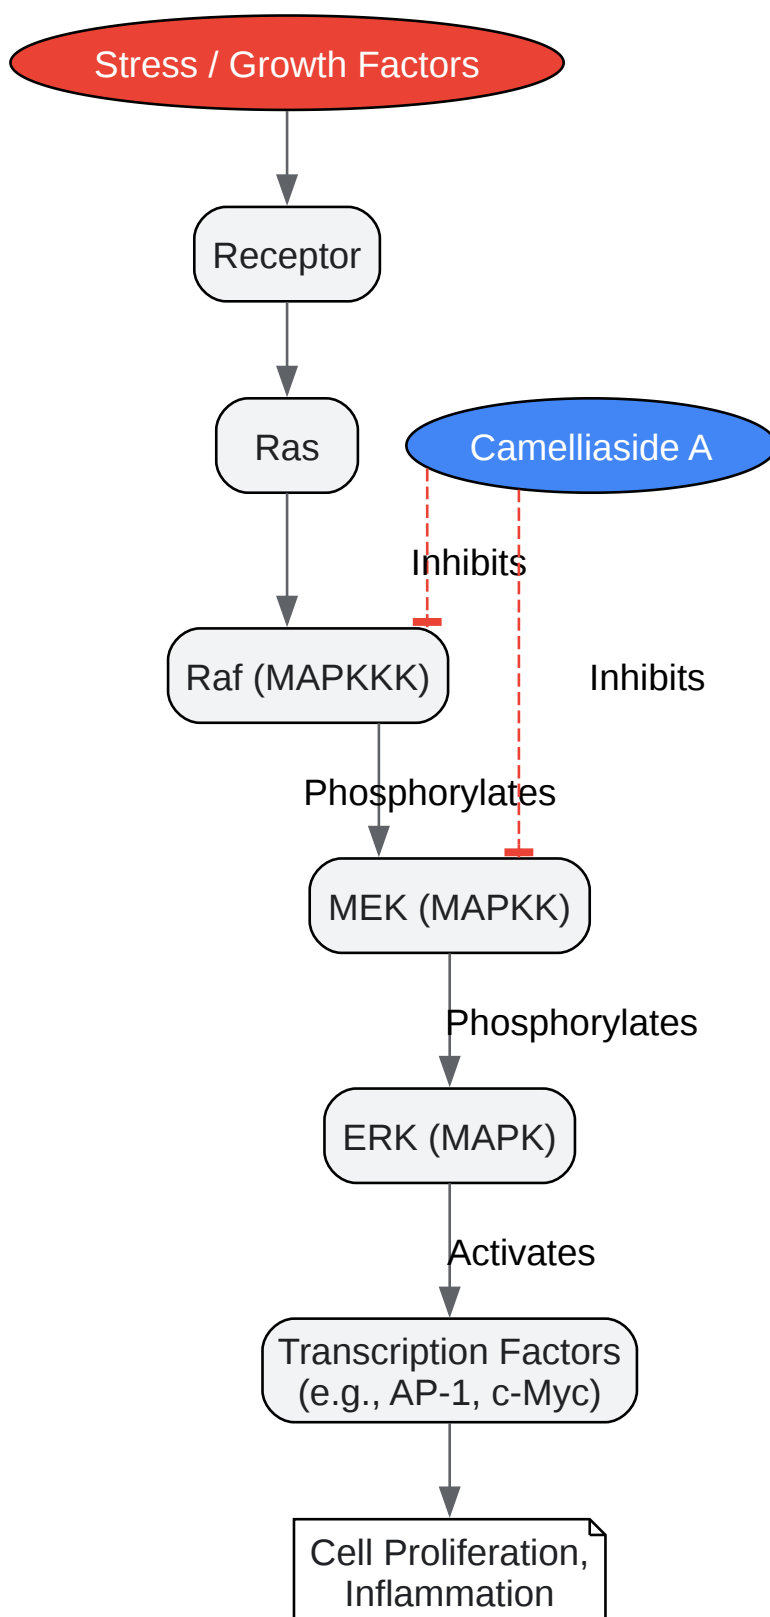 Stress / Growth Factors
Receptor
Ras
Camelliaside A
Inhibits
Raf (MAPKKK)
Inhibits
Phosphorylates
MEK (MAPKK)
Phosphorylates
ERK (MAPK)
Activates
Transcription Factors
(e.g., AP-1, c-Myc)
Cell Proliferation,
Inflammation